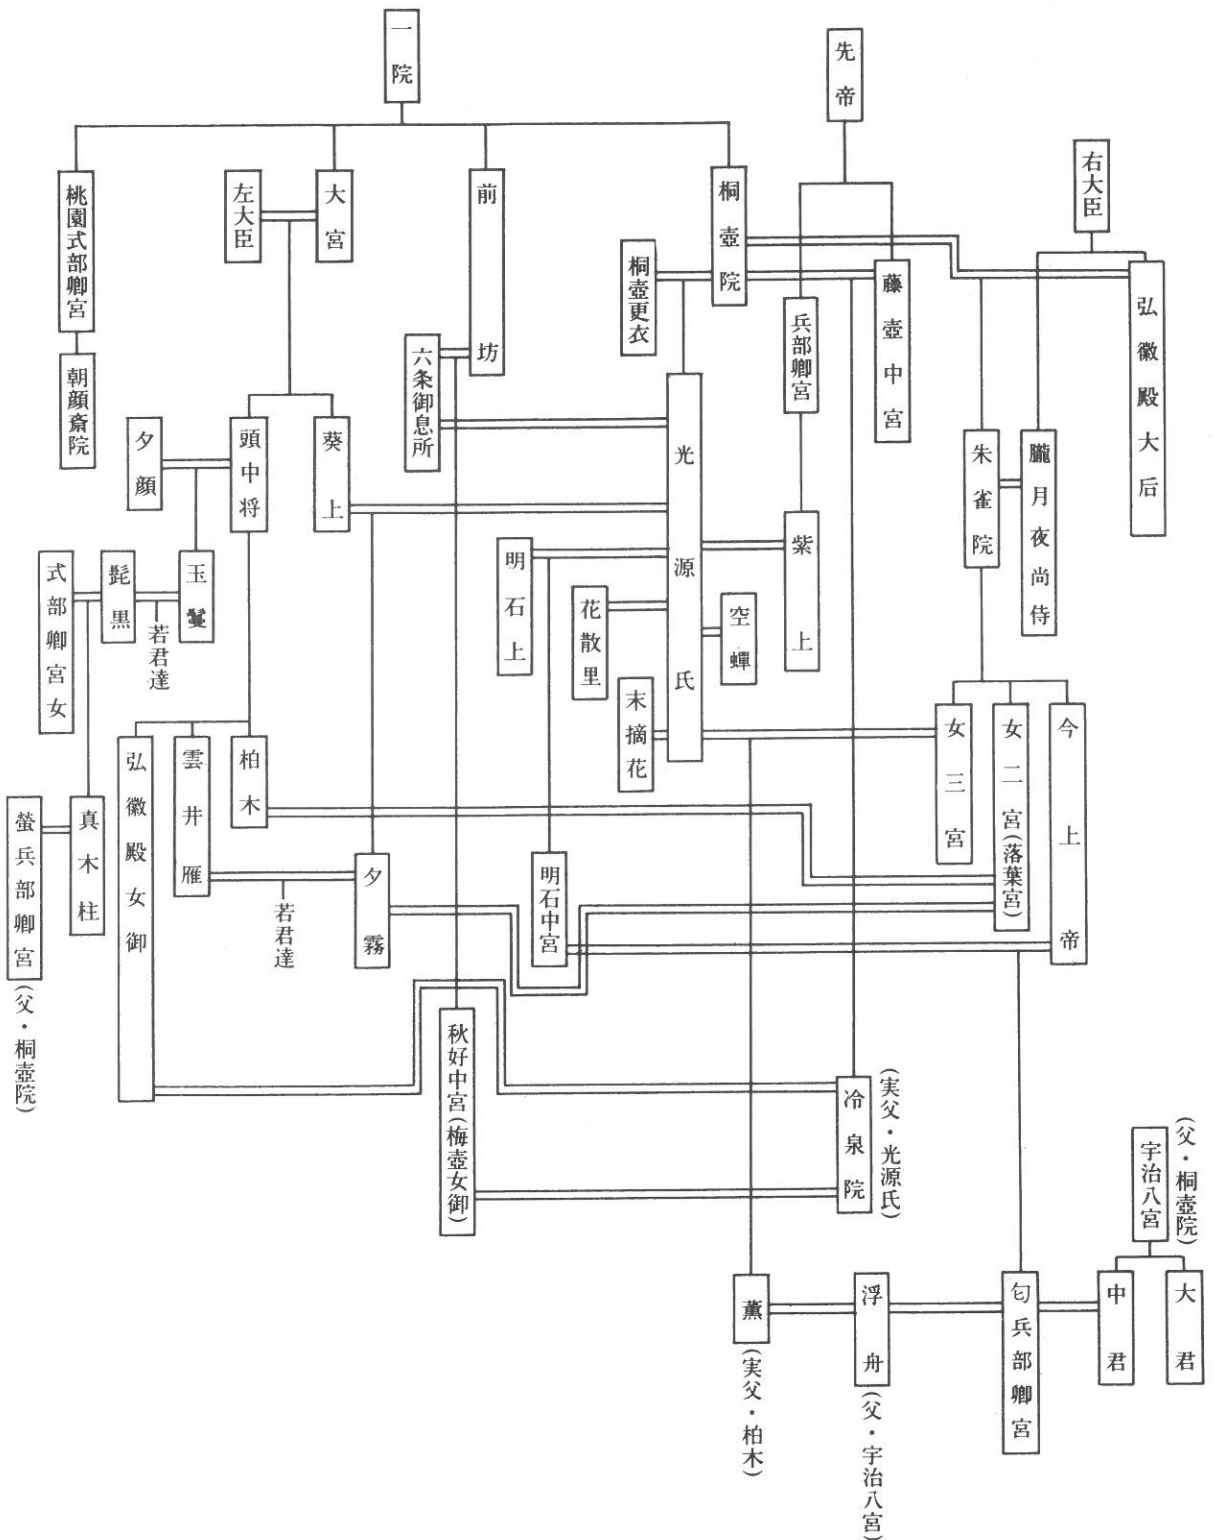 一院
先帝
右大臣
桃園式部卿宮
左大臣
大宮
前坊
桐壺院
桐壺更衣
藤壺中宮
兵部卿宮
弘徽殿大后
朝顔斎院
六条御息所
夕顔
頭中将
葵上
光源氏
朱雀院
朧月夜尚侍
紫上
明石上
花散里
空蟬
末摘花
式部卿宮女
髭黒
玉鬘
若君達
女三宮
女二宮(落葉宮)
今上帝
弘徽殿女御
雲井雁
柏木
螢兵部卿宮
(父・桐壺院)
真木柱
若君達
夕霧
明石中宮
秋好中宮(梅壺女御)
冷泉院
(実父・光源氏)
(父・桐壺院)
宇治八宮
薫
(実父・柏木)
浮舟
(父・宇治八宮)
匂兵部卿宮
中君
大君